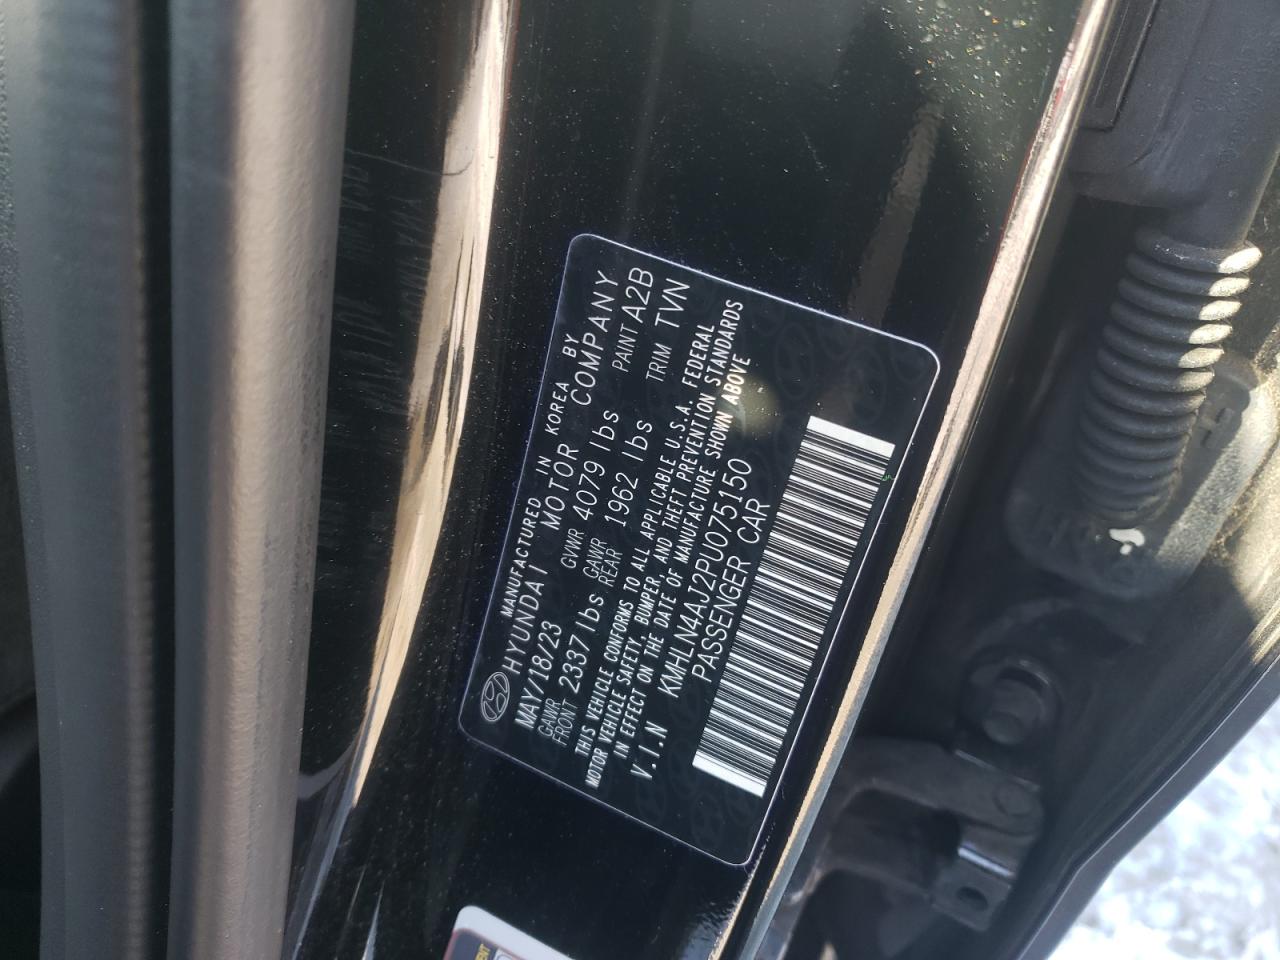 MANUFACTURED IN KOREA BY
HYUNDAI MOTOR COMPANY
MAY/18/23 GVWR 4079 lbs PAINT A2B
GAWR FRONT 2337 lbs GAWR REAR 1962 lbs TRIM TVN
THIS VEHICLE CONFORMS TO ALL APPLICABLE U.S.A. FEDERAL
MOTOR VEHICLE SAFETY, BUMPER, AND THEFT PREVENTION STANDARDS
IN EFFECT ON THE DATE OF MANUFACTURE SHOWN ABOVE
V.I.N KMHLN4AJ2PU075150
PASSENGER CAR